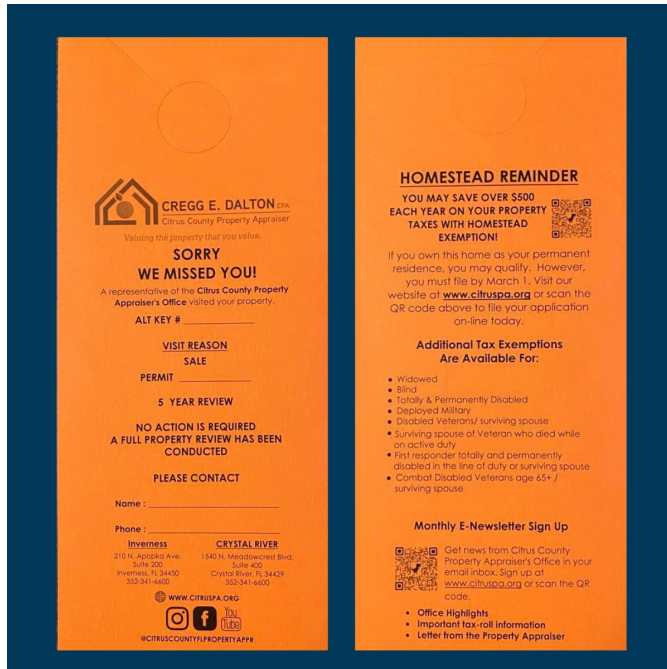 CREGG E. DALTON CFA
Citrus County Property Appraiser
Valuing the property that you value.
SORRY
WE MISSED YOU!
A representative of the Citrus County Property
Appraiser's Office visited your property.
ALT KEY # ____________
VISIT REASON
SALE
PERMIT ____________
5 YEAR REVIEW
NO ACTION IS REQUIRED
A FULL PROPERTY REVIEW HAS BEEN
CONDUCTED
PLEASE CONTACT
Name : ____________
Phone : ____________
Inverness
210 N. Apopka Ave.
Suite 200
Inverness, FL 34450
352-341-6600
CRYSTAL RIVER
1540 N. Meadowcrest Blvd.
Suite 400
Crystal River, FL 34429
352-341-6600
WWW.CITRUSPA.ORG
You
Tube
@CITRUSCOUNTYFLPROPERTYAPPR
HOMESTEAD REMINDER
YOU MAY SAVE OVER $500
EACH YEAR ON YOUR PROPERTY
TAXES WITH HOMESTEAD
EXEMPTION!
If you own this home as your permanent
residence, you may qualify. However,
you must file by March 1. Visit our
website at www.citruspa.org or scan the
QR code above to file your application
on-line today.
Additional Tax Exemptions
Are Available For:
• Widowed
• Blind
• Totally & Permanently Disabled
• Deployed Military
• Disabled Veterans/ surviving spouse
• Surviving spouse of Veteran who died while
on active duty
• First responder totally and permanently
disabled in the line of duty or surviving spouse
• Combat Disabled Veterans age 65+ /
surviving spouse
Monthly E-Newsletter Sign Up
Get news from Citrus County
Property Appraiser's Office in your
email inbox. Sign up at
www.citruspa.org or scan the QR
code.
• Office Highlights
• Important tax-roll information
• Letter from the Property Appraiser